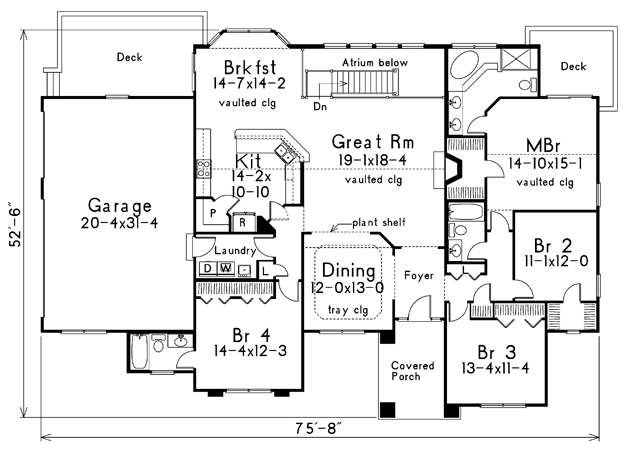 Deck
Brkfst
14-7x14-2
vaulted clg
Atrium below
Dn
Deck
Great Rm
19-1x18-4
vaulted clg
MBr
14-10x15-1
vaulted clg
Kit
14-2x
10-10
P
R
Garage
20-4x31-4
52'-6"
plant shelf
Laundry
D
W
L
Dining
12-0x13-0
tray clg
Foyer
Br 2
11-1x12-0
Br 4
14-4x12-3
Br 3
13-4x11-4
Covered
Porch
75'-8"